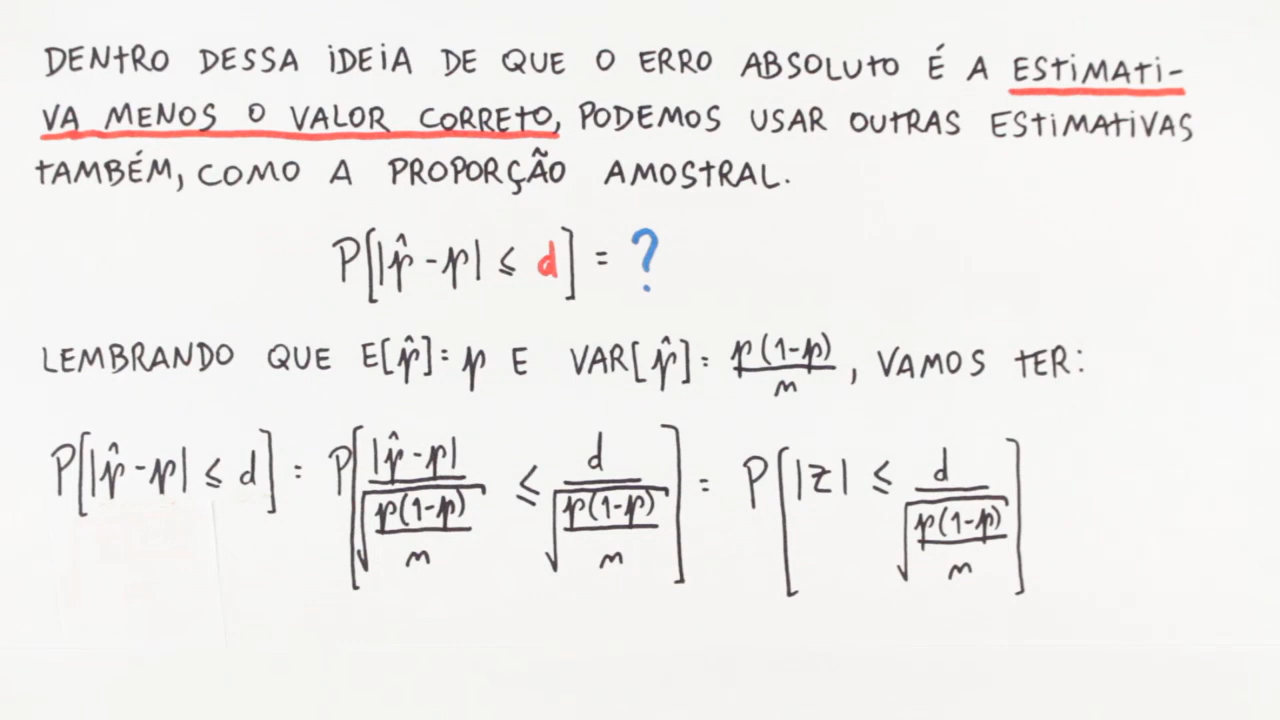 DENTRO DESSA IDEIA DE QUE O ERRO ABSOLUTO É A ESTIMATI-
VA MENOS O VALOR CORRETO, PODEMOS USAR OUTRAS ESTIMATIVAS
TAMBÉM, COMO A PROPORÇÃO AMOSTRAL.
P[|p̂ - p| ≤ d] = ?
LEMBRANDO QUE E[p̂] = p E VAR[p̂] = p(1-p)/n, VAMOS TER:
P[|p̂ - p| ≤ d] = P[|p̂ - p|/√(p(1-p)/n) ≤ d/√(p(1-p)/n)] = P[|Z| ≤ d/√(p(1-p)/n)]